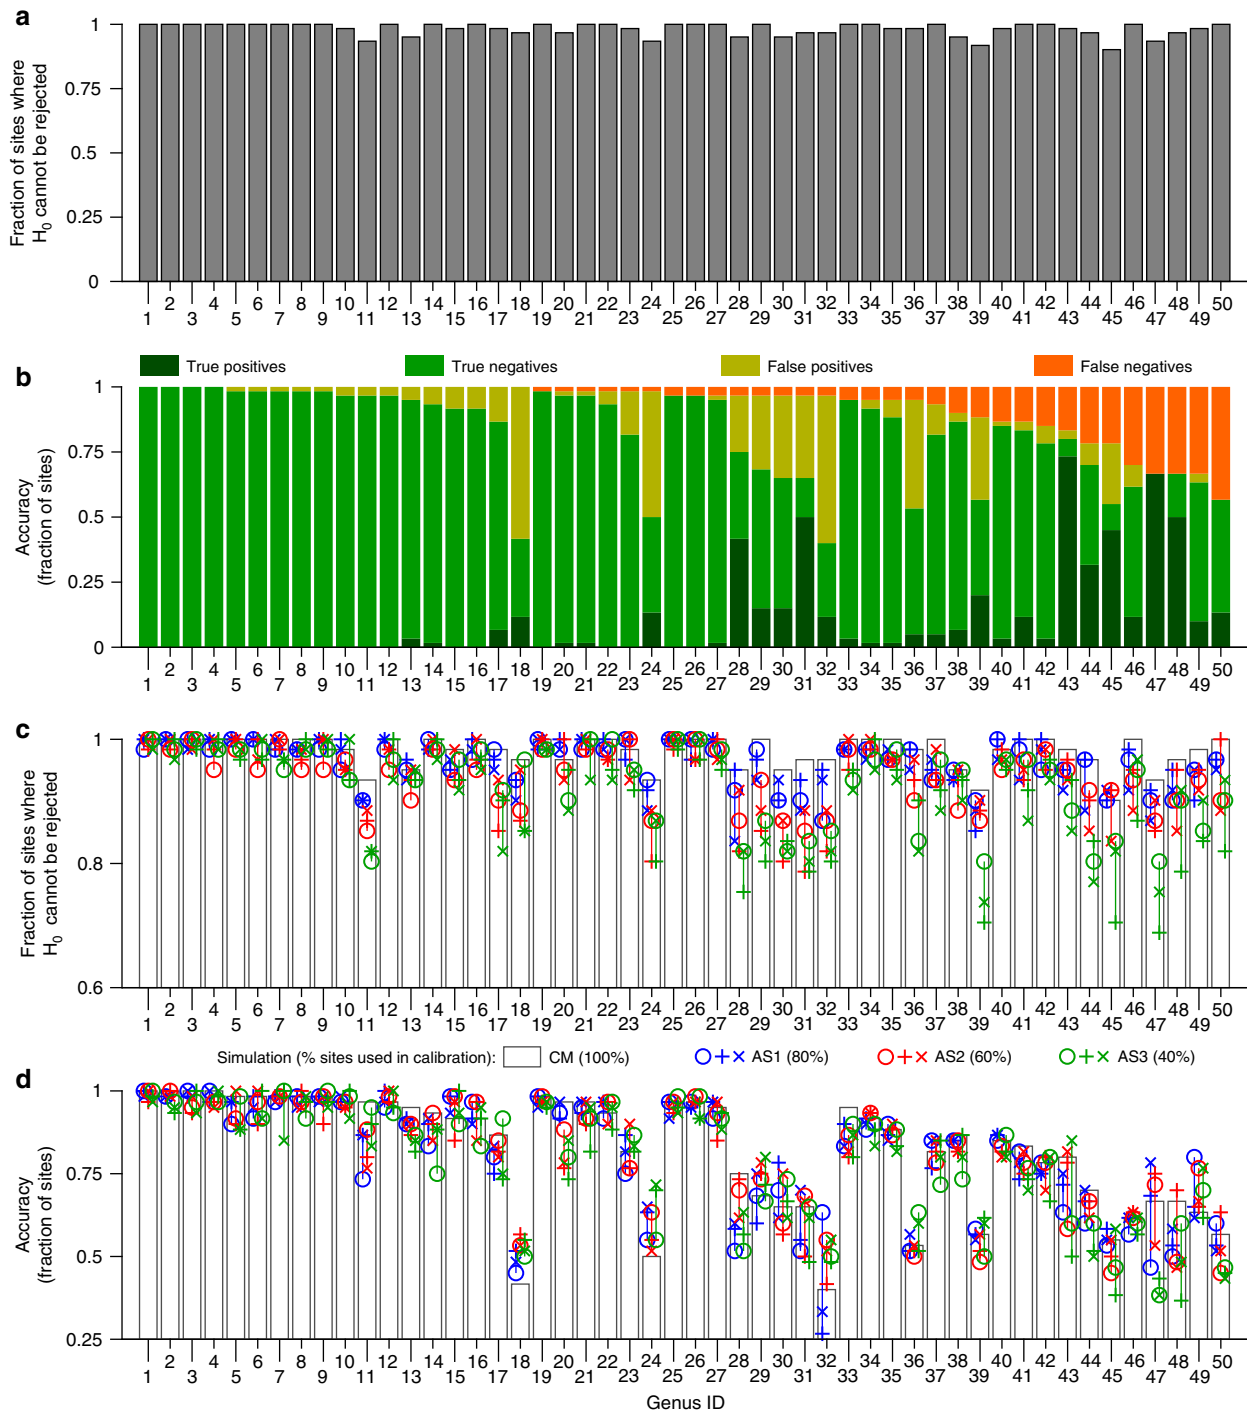 a
Fraction of sites where
H0 cannot be rejected
1
0.75
0.5
0.25
0
1 2 3 4 5 6 7 8 9 10 11 12 13 14 15 16 17 18 19 20 21 22 23 24 25 26 27 28 29 30 31 32 33 34 35 36 37 38 39 40 41 42 43 44 45 46 47 48 49 50
True positives True negatives False positives False negatives
b
Accuracy
(fraction of sites)
1
0.75
0.5
0.25
0
1 2 3 4 5 6 7 8 9 10 11 12 13 14 15 16 17 18 19 20 21 22 23 24 25 26 27 28 29 30 31 32 33 34 35 36 37 38 39 40 41 42 43 44 45 46 47 48 49 50
c
Fraction of sites where
H0 cannot be rejected
1
0.8
0.6
1 2 3 4 5 6 7 8 9 10 11 12 13 14 15 16 17 18 19 20 21 22 23 24 25 26 27 28 29 30 31 32 33 34 35 36 37 38 39 40 41 42 43 44 45 46 47 48 49 50
Simulation (% sites used in calibration): CM (100%) AS1 (80%) AS2 (60%) AS3 (40%)
d
Accuracy
(fraction of sites)
1
0.75
0.5
0.25
1 2 3 4 5 6 7 8 9 10 11 12 13 14 15 16 17 18 19 20 21 22 23 24 25 26 27 28 29 30 31 32 33 34 35 36 37 38 39 40 41 42 43 44 45 46 47 48 49 50
Genus ID